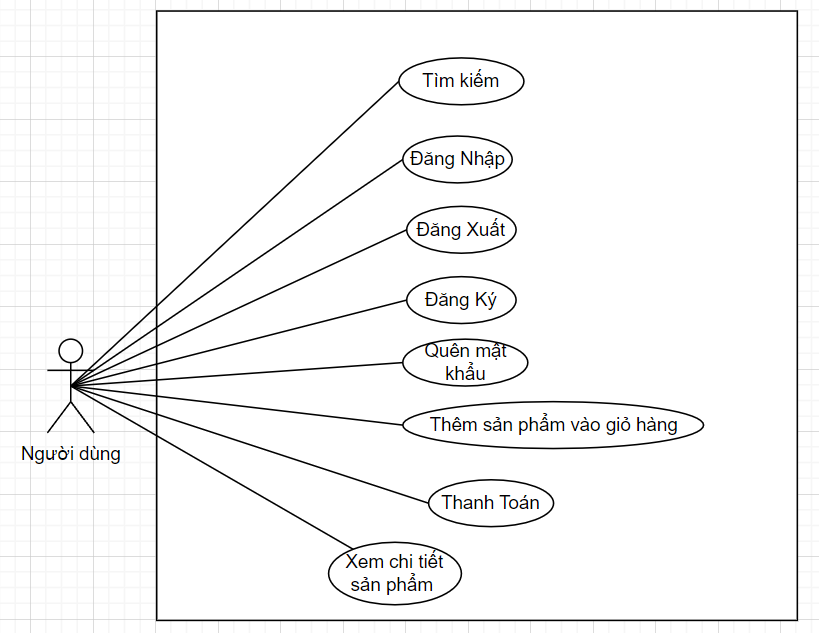 Tìm kiếm
Đăng Nhập
Đăng Xuất
Đăng Ký
Quên mật
khẩu
Thêm sản phẩm vào giỏ hàng
Người dùng
Thanh Toán
Xem chi tiết
sản phẩm